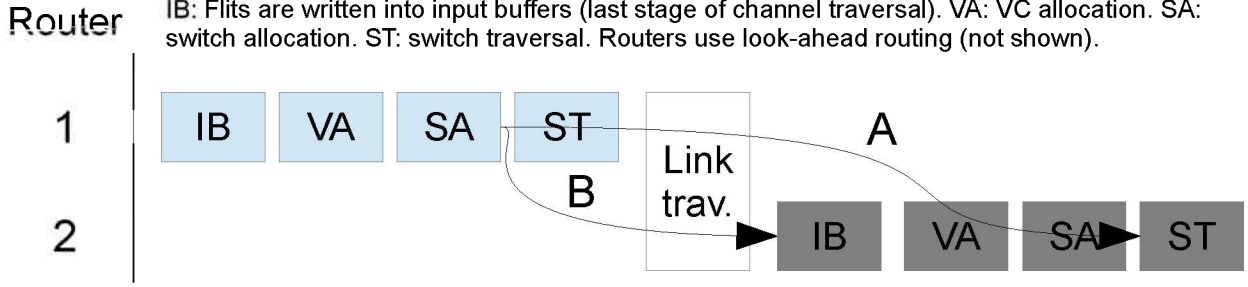 Router
IB: Flits are written into input buffers (last stage of channel traversal). VA: VC allocation. SA:
switch allocation. ST: switch traversal. Routers use look-ahead routing (not shown).
1
IB VA SA ST
A
Link
trav.
B
2
IB VA SA ST